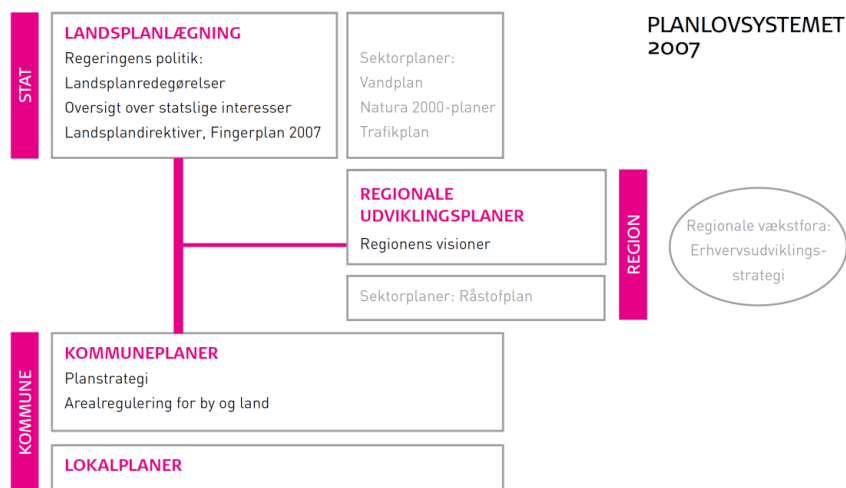 PLANLOVSYSTEMET
2007
STAT
LANDSPLANLÆGNING
Regeringens politik:
Landsplanredegørelser
Oversigt over statslige interesser
Landsplandirektiver, Fingerplan 2007
Sektorplaner:
Vandplan
Natura 2000-planer
Trafikplan
REGIONALE
UDVIKLINGSPLANER
Regionens visioner
Sektorplaner: Råstofplan
REGION
Regionale vækstfora:
Erhvervsudviklings-
strategi
KOMMUNE
KOMMUNEPLANER
Planstrategi
Arealregulering for by og land
LOKALPLANER